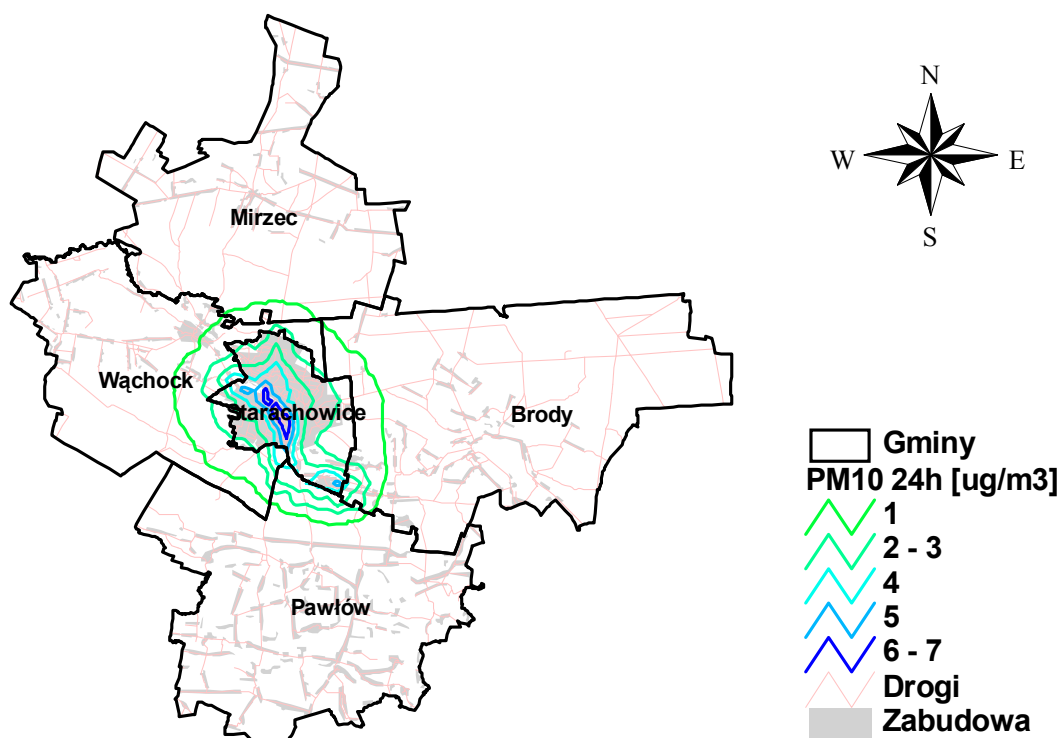 N
W E
S
Mirzec
Wąchock
Starachowice
Brody
Pawłów
Gminy
PM10 24h [ug/m3]
1
2 - 3
4
5
6 - 7
Drogi
Zabudowa